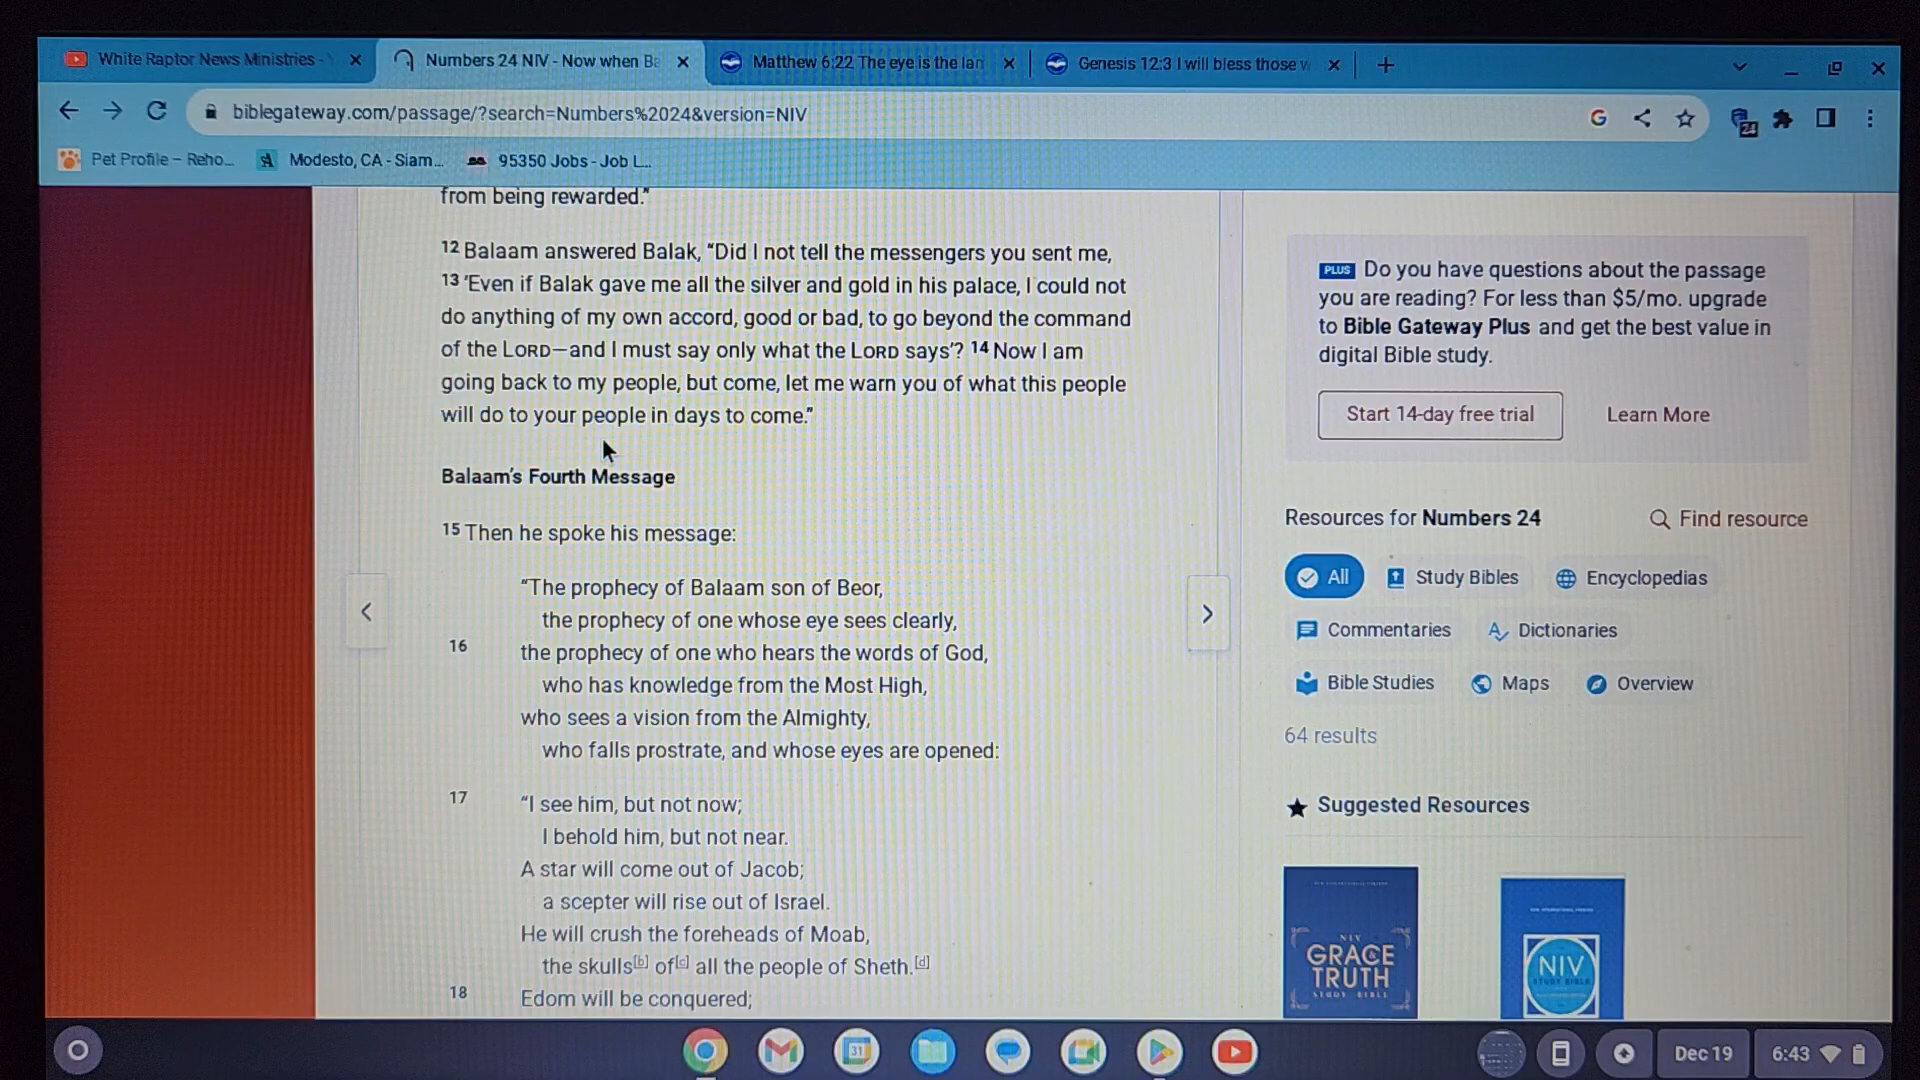 White Raptor News Ministries -
Numbers 24 NIV - Now when Ba
Matthew 6:22 The eye is the lan
Genesis 12:3 I will bless those w
biblegateway.com/passage/?search=Numbers%2024&version=NIV
24
Pet Profile – Reho...
Modesto, CA - Siam...
95350 Jobs - Job L...
from being rewarded."
12 Balaam answered Balak, "Did I not tell the messengers you sent me,
13 'Even if Balak gave me all the silver and gold in his palace, I could not
do anything of my own accord, good or bad, to go beyond the command
of the LORD—and I must say only what the LORD says'? 14 Now I am
going back to my people, but come, let me warn you of what this people
will do to your people in days to come."
Balaam's Fourth Message
15 Then he spoke his message:
"The prophecy of Balaam son of Beor,
the prophecy of one whose eye sees clearly,
16 the prophecy of one who hears the words of God,
who has knowledge from the Most High,
who sees a vision from the Almighty,
who falls prostrate, and whose eyes are opened:
17 "I see him, but not now;
I behold him, but not near.
A star will come out of Jacob;
a scepter will rise out of Israel.
He will crush the foreheads of Moab,
the skulls[b] of[c] all the people of Sheth.[d]
18 Edom will be conquered;
PLUS Do you have questions about the passage
you are reading? For less than $5/mo. upgrade
to Bible Gateway Plus and get the best value in
digital Bible study.
Start 14-day free trial
Learn More
Resources for Numbers 24
Find resource
All
Study Bibles
Encyclopedias
Commentaries
Dictionaries
Bible Studies
Maps
Overview
64 results
Suggested Resources
NIV
GRACE
TRUTH
STUDY BIBLE
NIV
STUDY BIBLE
31
Dec 19
6:43